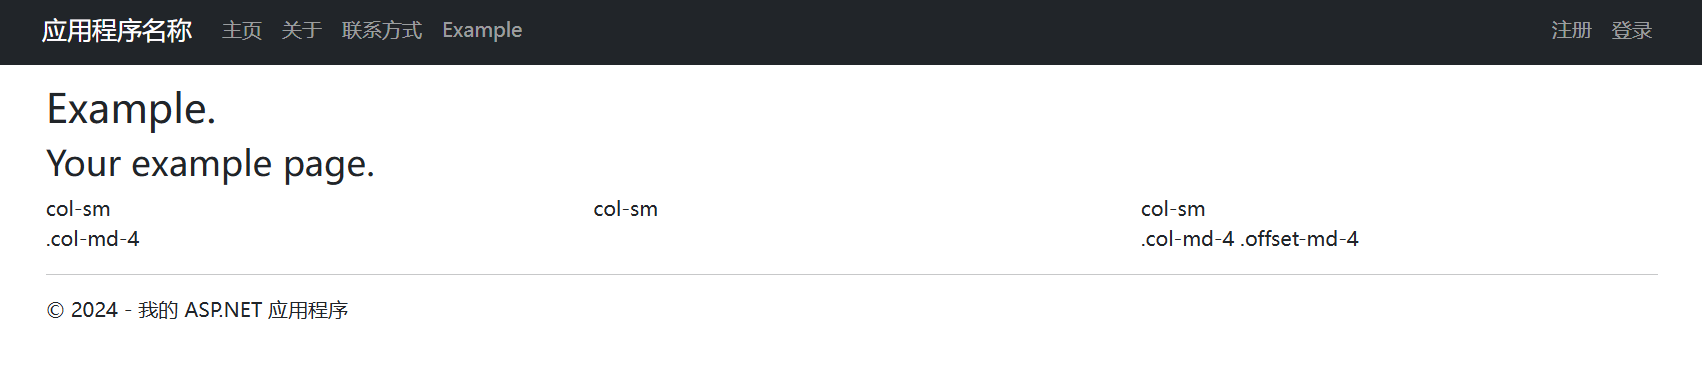 应用程序名称 主页 关于 联系方式 Example 注册 登录
Example.
Your example page.
col-sm col-sm col-sm
.col-md-4 .col-md-4 .offset-md-4
© 2024 - 我的 ASP.NET 应用程序